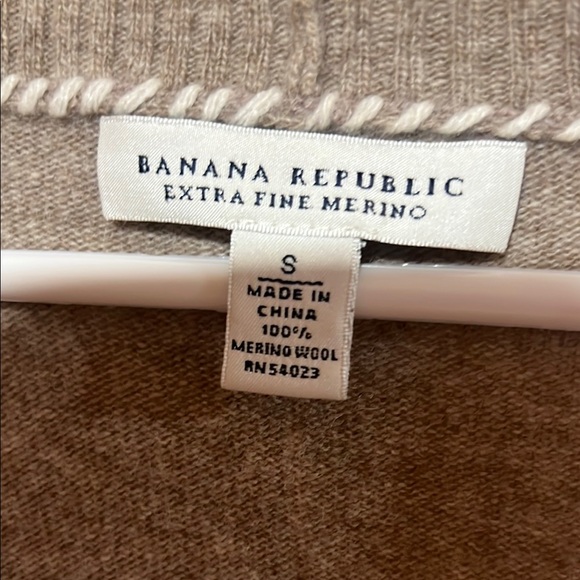 BANANA REPUBLIC
EXTRA FINE MERINO
S
MADE IN
CHINA
100%
MERINO WOOL
RN54023